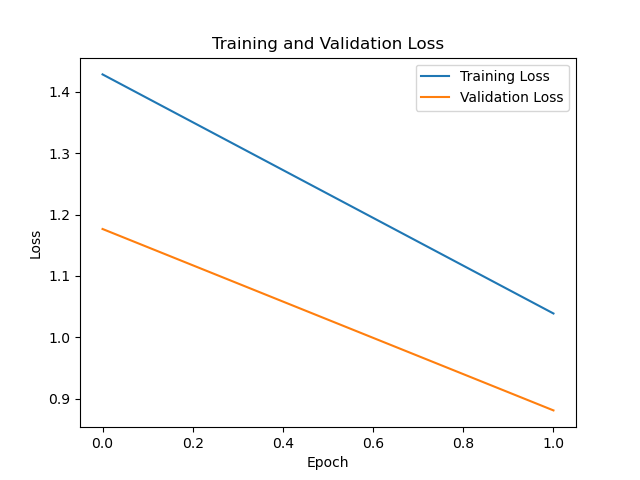 Training and Validation Loss
Training Loss
Validation Loss
1.4
1.3
1.2
1.1
1.0
0.9
Loss
0.0 0.2 0.4 0.6 0.8 1.0
Epoch